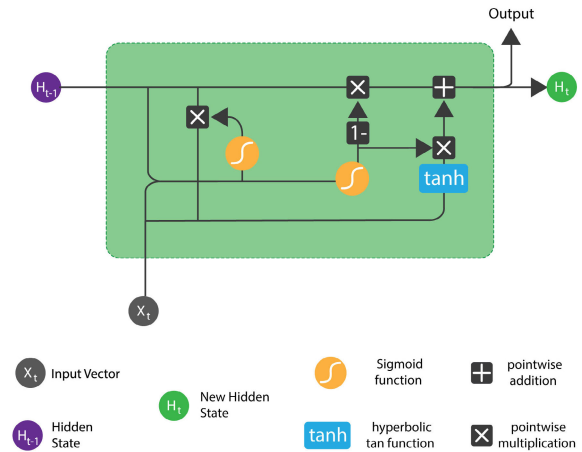 Output
H t-1
H t
1-
tanh
X t
X t Input Vector
H t-1 Hidden
State
H t New Hidden
State
Sigmoid
function
tanh hyperbolic
tan function
pointwise
addition
pointwise
multiplication